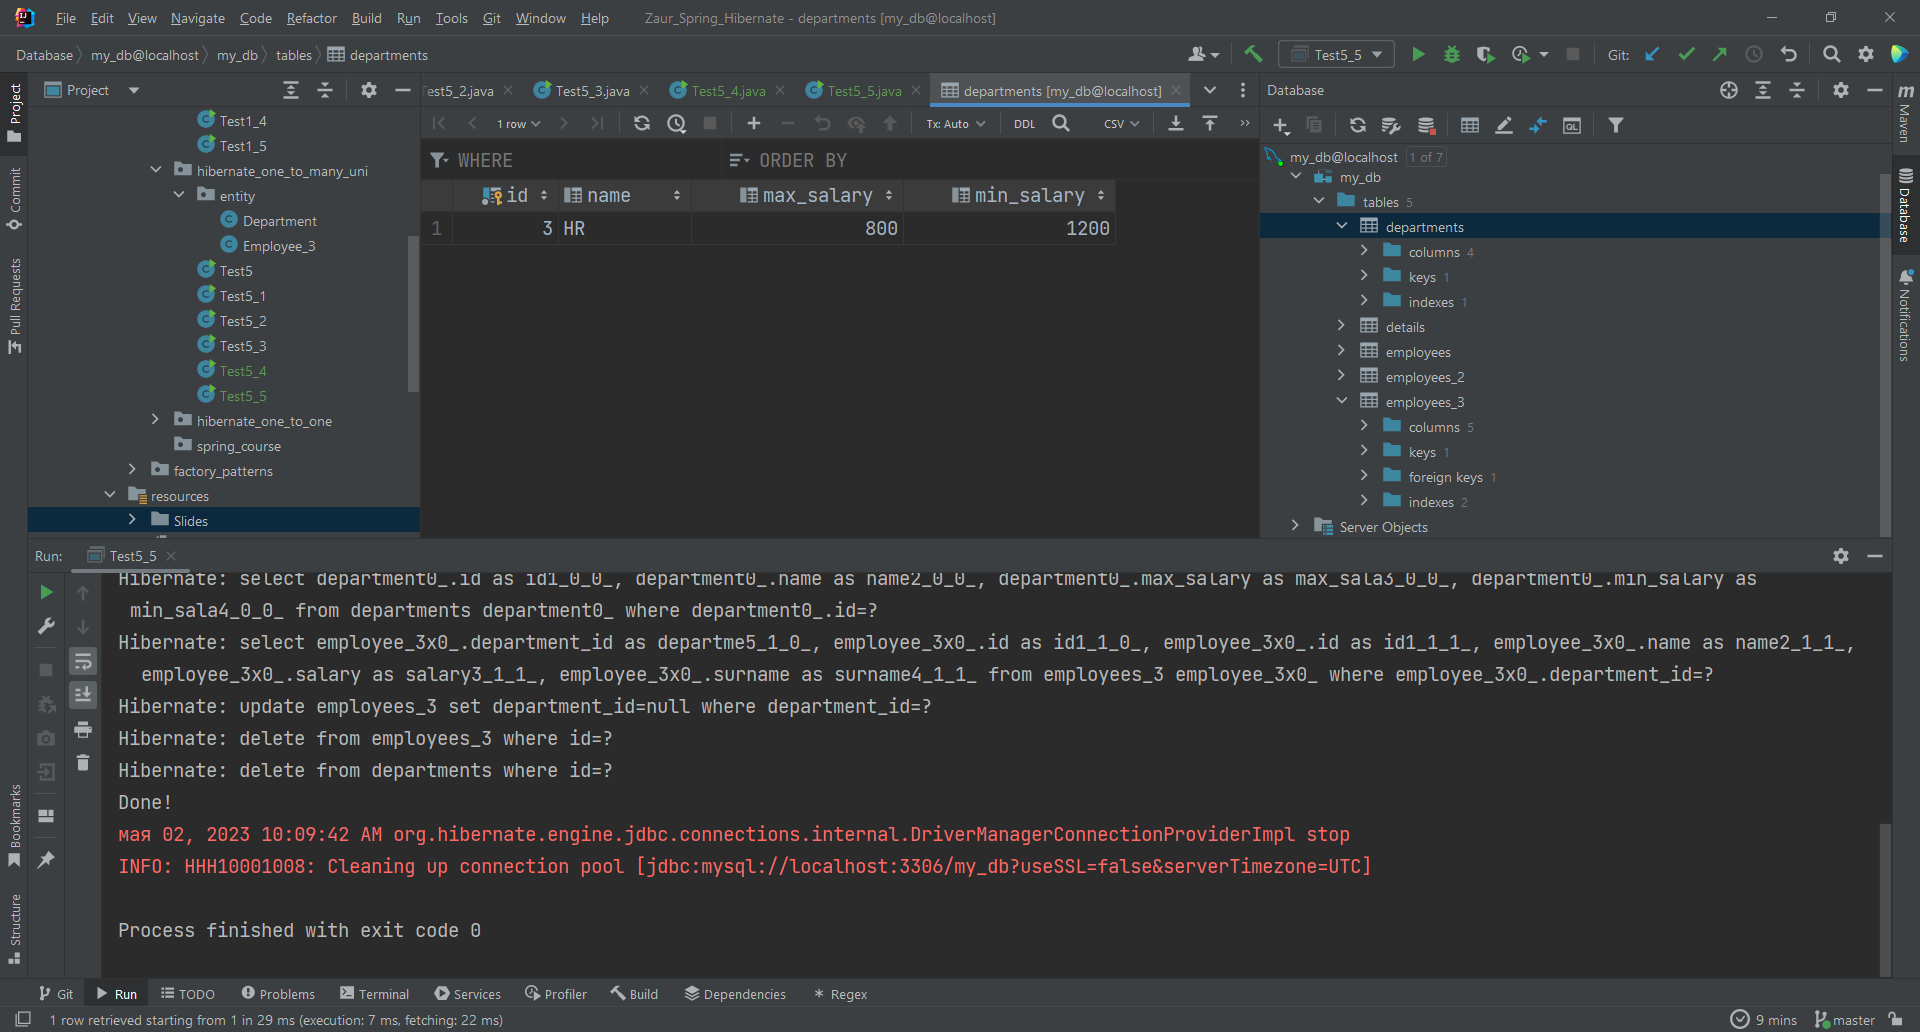 File Edit View Navigate Code Refactor Build Run Tools Git Window Help Zaur_Spring_Hibernate - departments [my_db@localhost]
Database my_db@localhost my_db tables departments
Test5_5
Git:
Project
Commit
Pull Requests
Bookmarks
Structure
Project
Test1_4
Test1_5
hibernate_one_to_many_uni
entity
Department
Employee_3
Test5
Test5_1
Test5_2
Test5_3
Test5_4
Test5_5
hibernate_one_to_one
spring_course
factory_patterns
resources
Slides
est5_2.java Test5_3.java Test5_4.java Test5_5.java departments [my_db@localhost]
1 row Tx: Auto DDL CSV
WHERE ORDER BY
id name max_salary min_salary
1 3 HR 800 1200
Database
my_db@localhost 1 of 7
my_db
tables 5
departments
columns 4
keys 1
indexes 1
details
employees
employees_2
employees_3
columns 5
keys 1
foreign keys 1
indexes 2
Server Objects
m Maven
Database
Notifications
Run: Test5_5
Hibernate: select department0_.id as id1_0_0_, department0_.name as name2_0_0_, department0_.max_salary as max_sala3_0_0_, department0_.min_salary as
min_sala4_0_0_ from departments department0_ where department0_.id=?
Hibernate: select employee_3x0_.department_id as departme5_1_0_, employee_3x0_.id as id1_1_0_, employee_3x0_.id as id1_1_1_, employee_3x0_.name as name2_1_1_,
employee_3x0_.salary as salary3_1_1_, employee_3x0_.surname as surname4_1_1_ from employees_3 employee_3x0_ where employee_3x0_.department_id=?
Hibernate: update employees_3 set department_id=null where department_id=?
Hibernate: delete from employees_3 where id=?
Hibernate: delete from departments where id=?
Done!
мая 02, 2023 10:09:42 AM org.hibernate.engine.jdbc.connections.internal.DriverManagerConnectionProviderImpl stop
INFO: HHH10001008: Cleaning up connection pool [jdbc:mysql://localhost:3306/my_db?useSSL=false&serverTimezone=UTC]
Process finished with exit code 0
Git Run TODO Problems Terminal Services Profiler Build Dependencies Regex
1 row retrieved starting from 1 in 29 ms (execution: 7 ms, fetching: 22 ms) 9 mins master